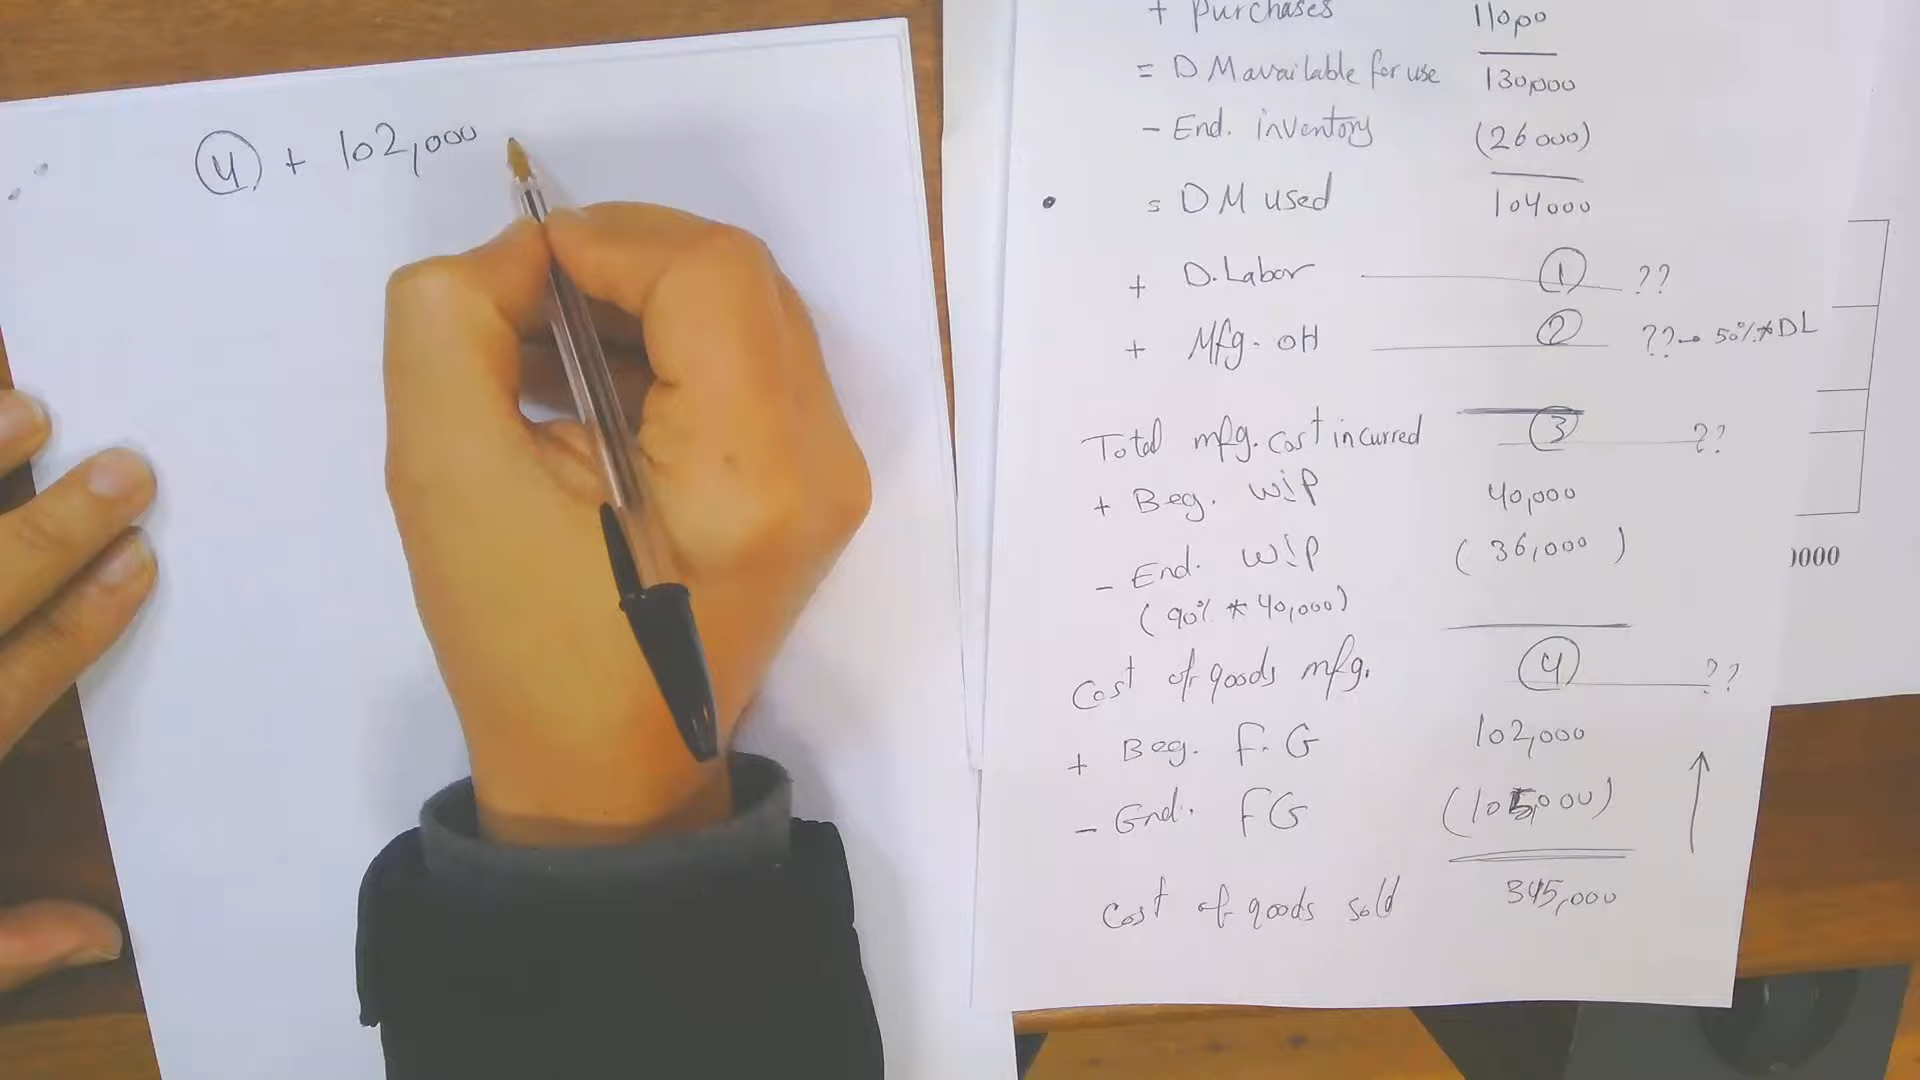 ④ + 102,000
+ Purchases 110,00
= DM available for use 130,000
- End. inventory (26000)
= DM used 104000
+ D.Labor ① ??
+ Mfg. OH ② ??→ 50%*DL
Total mfg. cost incurred ③ ??
+ Beg. WIP 40,000
- End. WIP (36,000)
(90% * 40,000)
Cost of goods mfg. ④ ??
+ Beg. F.G 102,000
- End. FG (105,000)
Cost of goods sold 345,000
0000